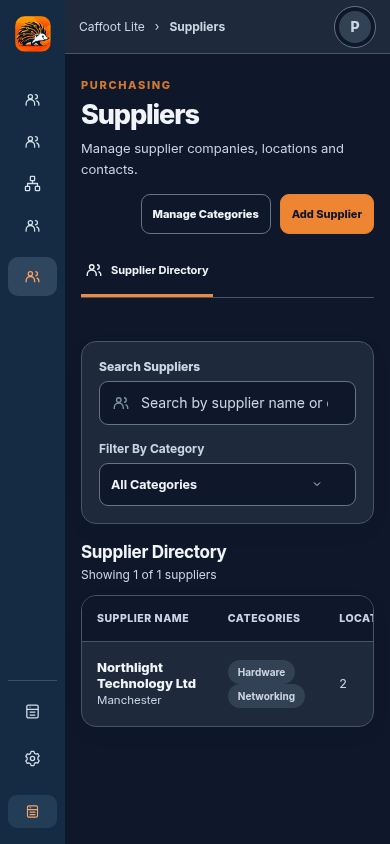 Caffoot Lite › Suppliers
P
PURCHASING
Suppliers
Manage supplier companies, locations and
contacts.
Manage Categories
Add Supplier
Supplier Directory
Search Suppliers
Search by supplier name or
Filter By Category
All Categories
Supplier Directory
Showing 1 of 1 suppliers
SUPPLIER NAME CATEGORIES LOCAT
Northlight
Technology Ltd
Manchester
Hardware
Networking
2